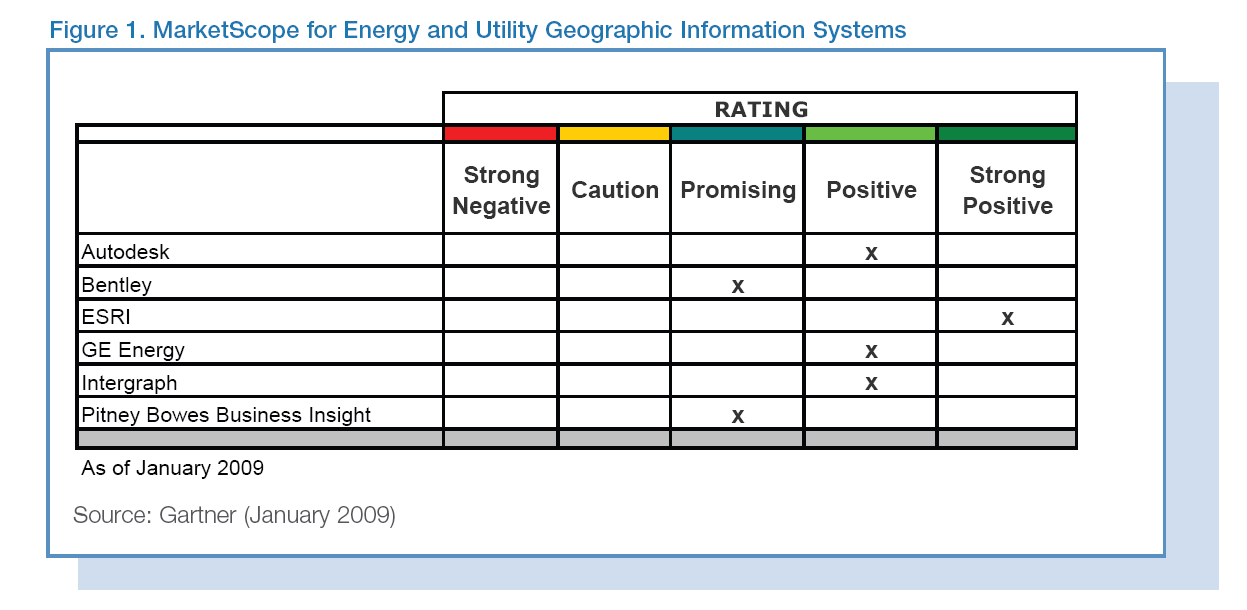 Figure 1. MarketScope for Energy and Utility Geographic Information Systems
RATING
Strong Negative Caution Promising Positive Strong Positive
Autodesk x
Bentley x
ESRI x
GE Energy x
Intergraph x
Pitney Bowes Business Insight x
As of January 2009
Source: Gartner (January 2009)